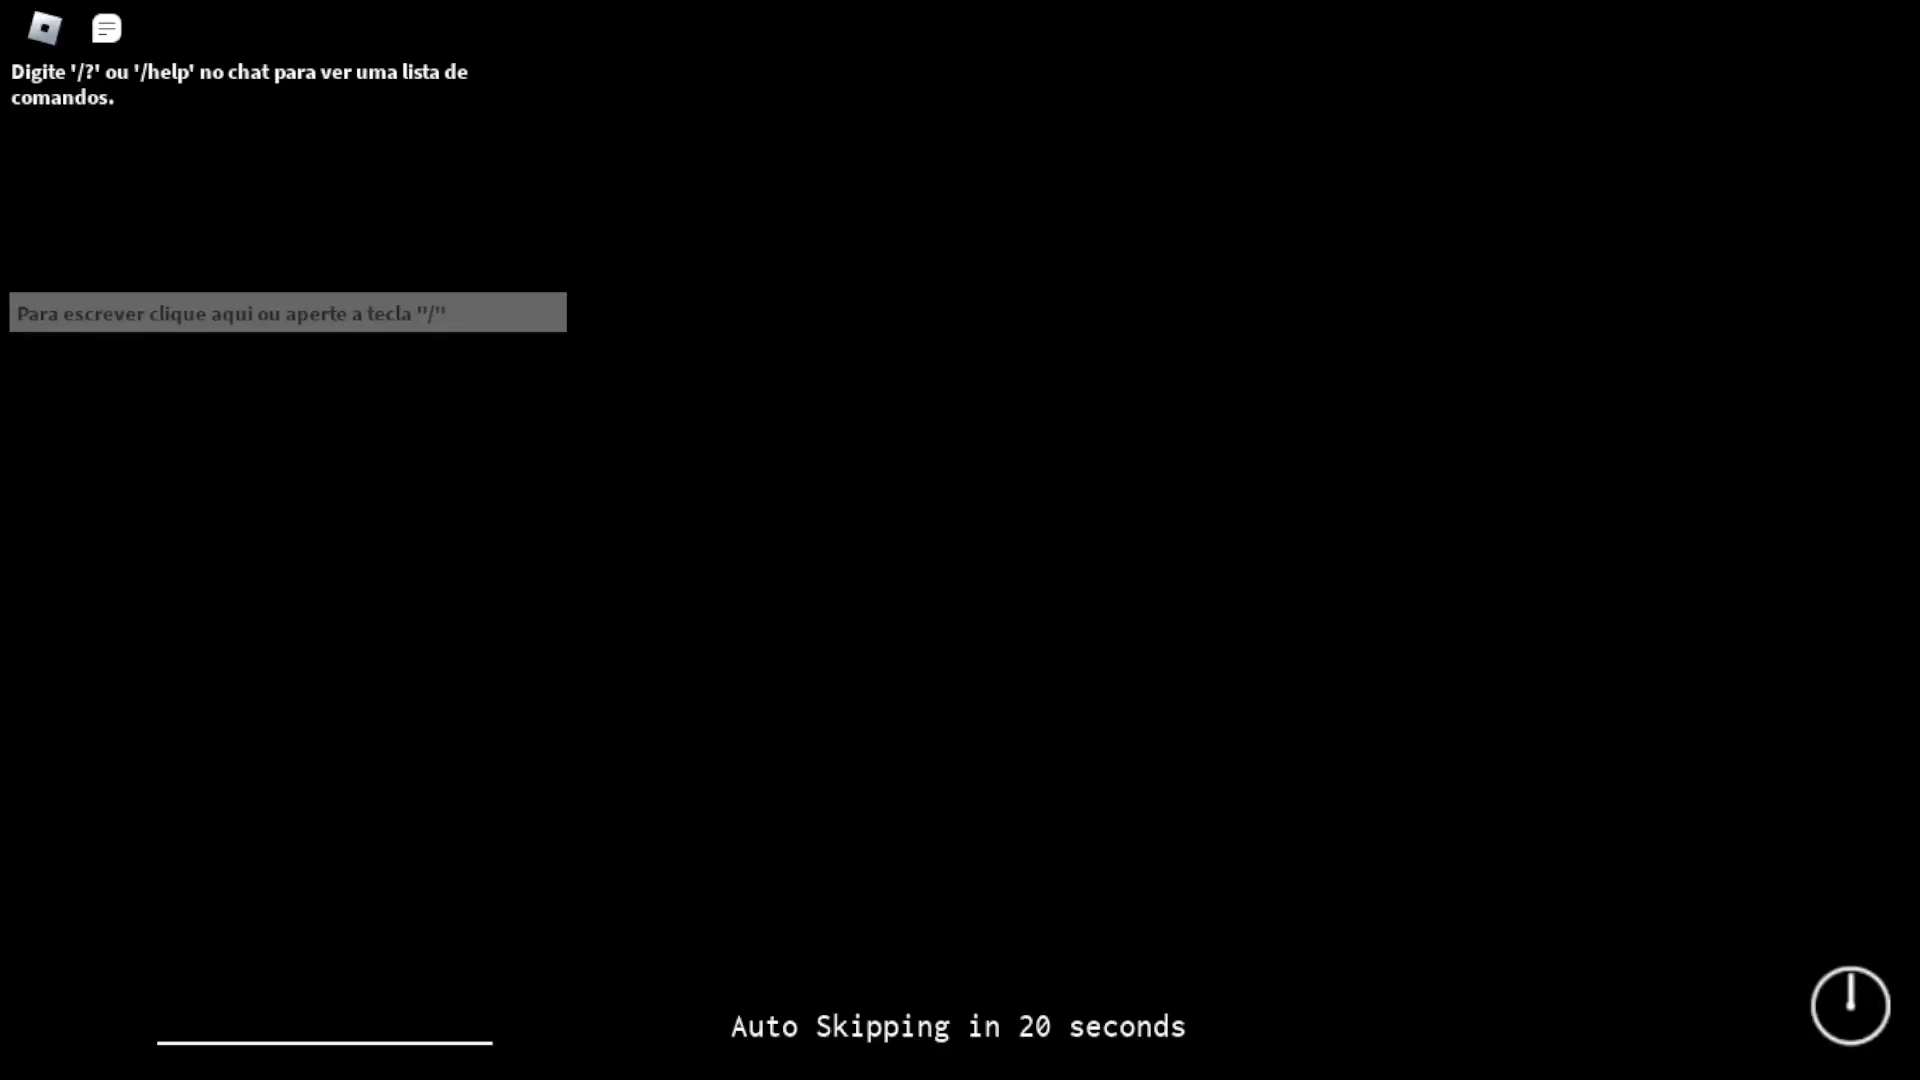 Digite '/?' ou '/help' no chat para ver uma lista de
comandos.
Para escrever clique aqui ou aperte a tecla "/"
Auto Skipping in 20 seconds